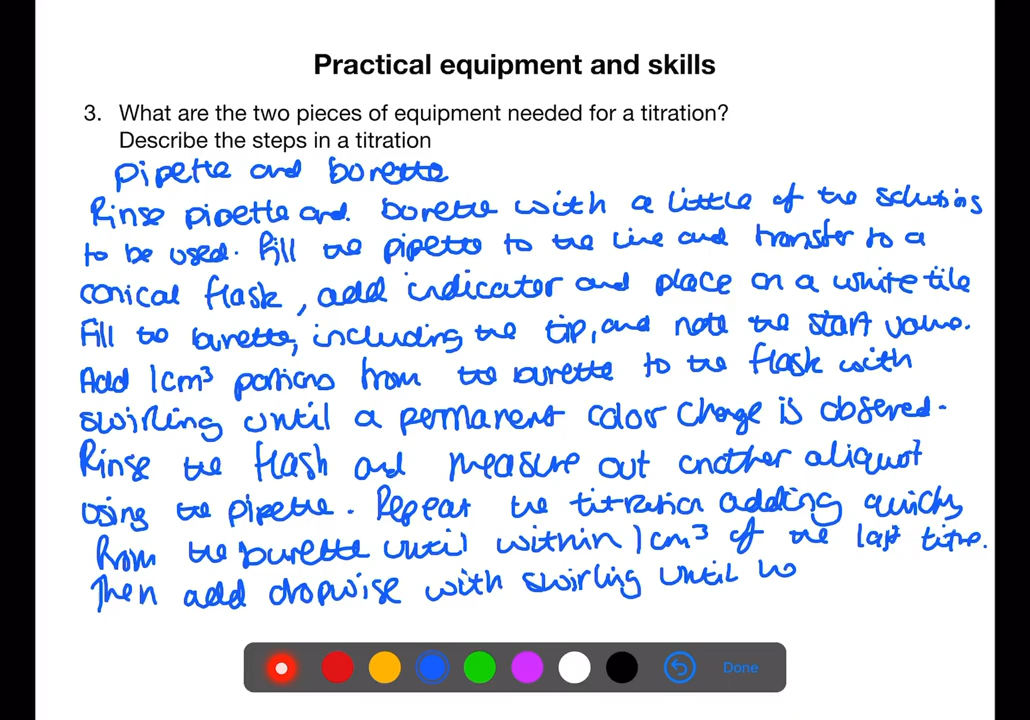 Practical equipment and skills
3. What are the two pieces of equipment needed for a titration?
Describe the steps in a titration
pipette and burette
Rinse pipette and burette with a little of the solutions
to be used. Fill the pipette to the line and transfer to a
conical flask, add indicator and place on a white tile
Fill the burette, including the tip, and note the start volume.
Add 1cm³ portions from the burette to the flask with
swirling until a permanent color change is observed.
Rinse the flask and measure out another aliquot
using the pipette. Repeat the titration adding quickly
from the burette until within 1cm³ of the last titre.
Then add dropwise with swirling until
Done